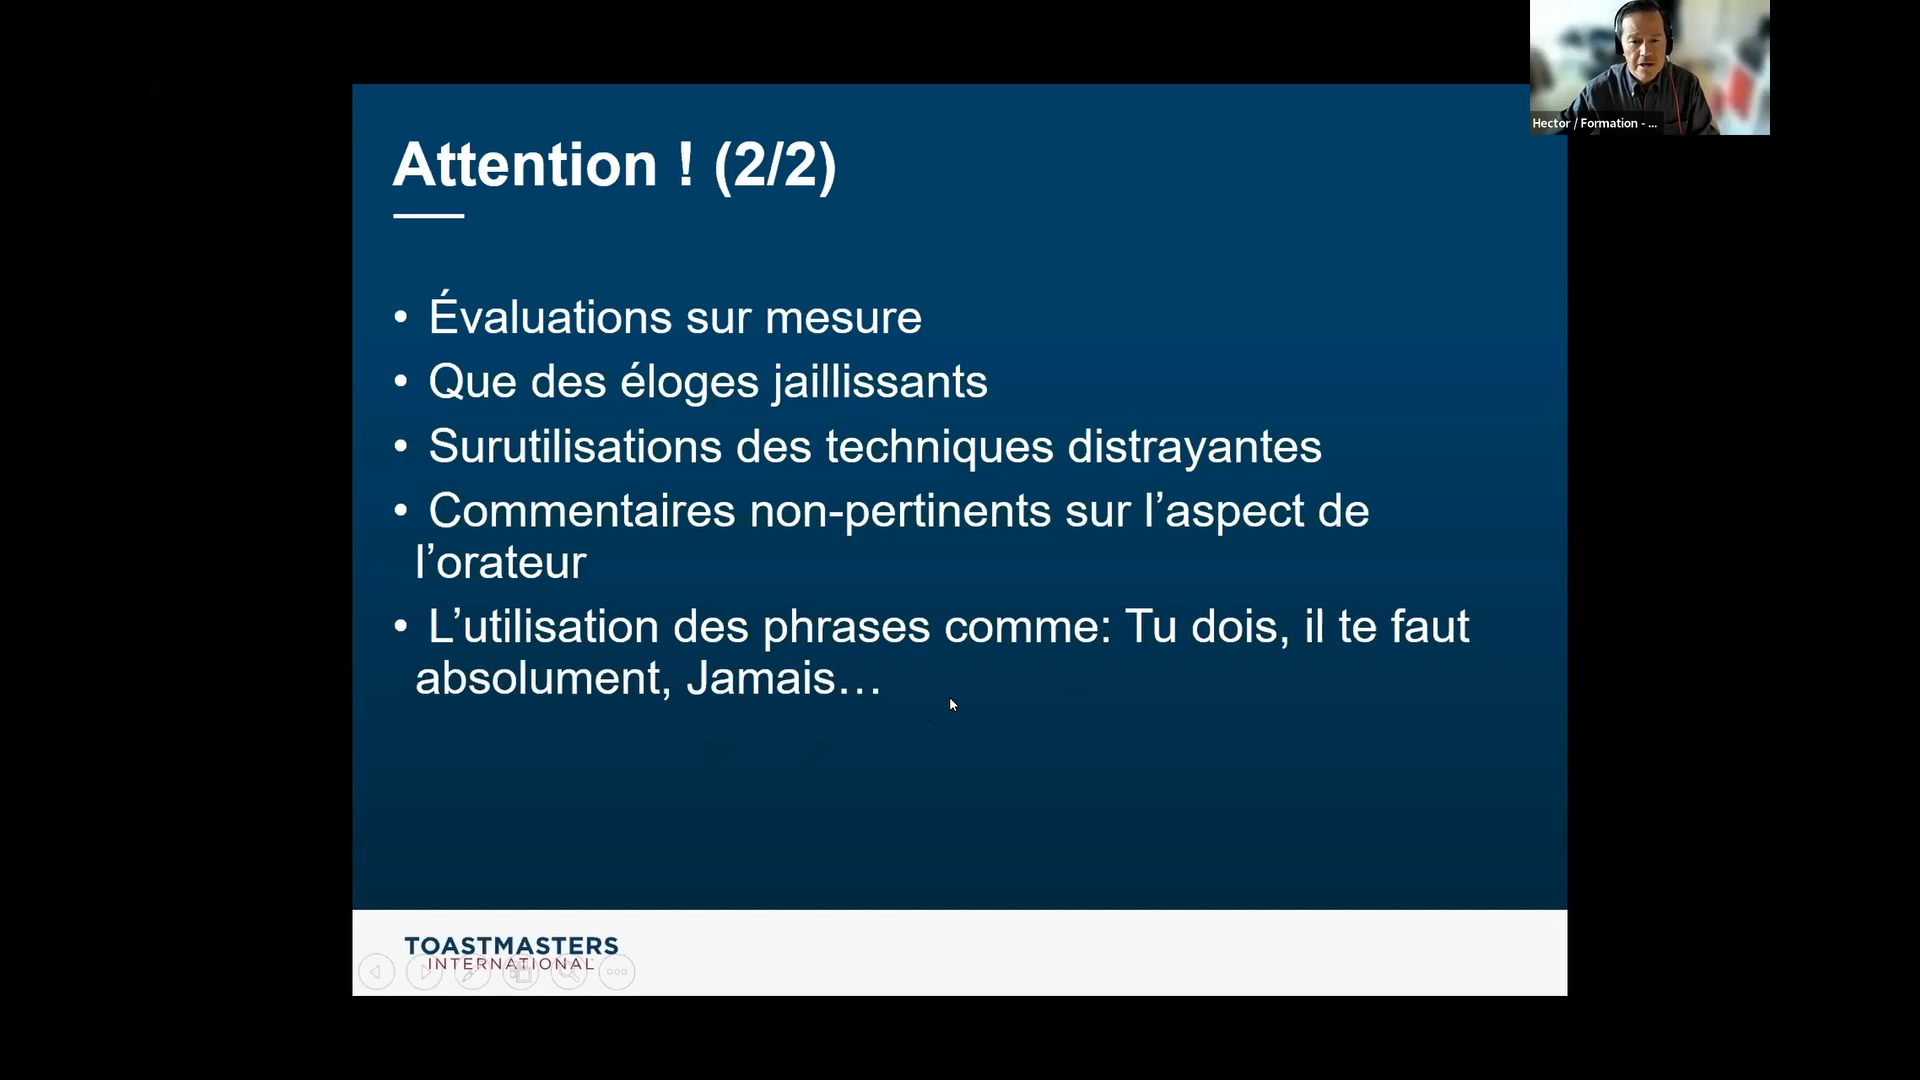 Hector / Formation - ...
Attention ! (2/2)
• Évaluations sur mesure
• Que des éloges jaillissants
• Surutilisations des techniques distrayantes
• Commentaires non-pertinents sur l’aspect de
l’orateur
• L’utilisation des phrases comme: Tu dois, il te faut
absolument, Jamais…
TOASTMASTERS
INTERNATIONAL